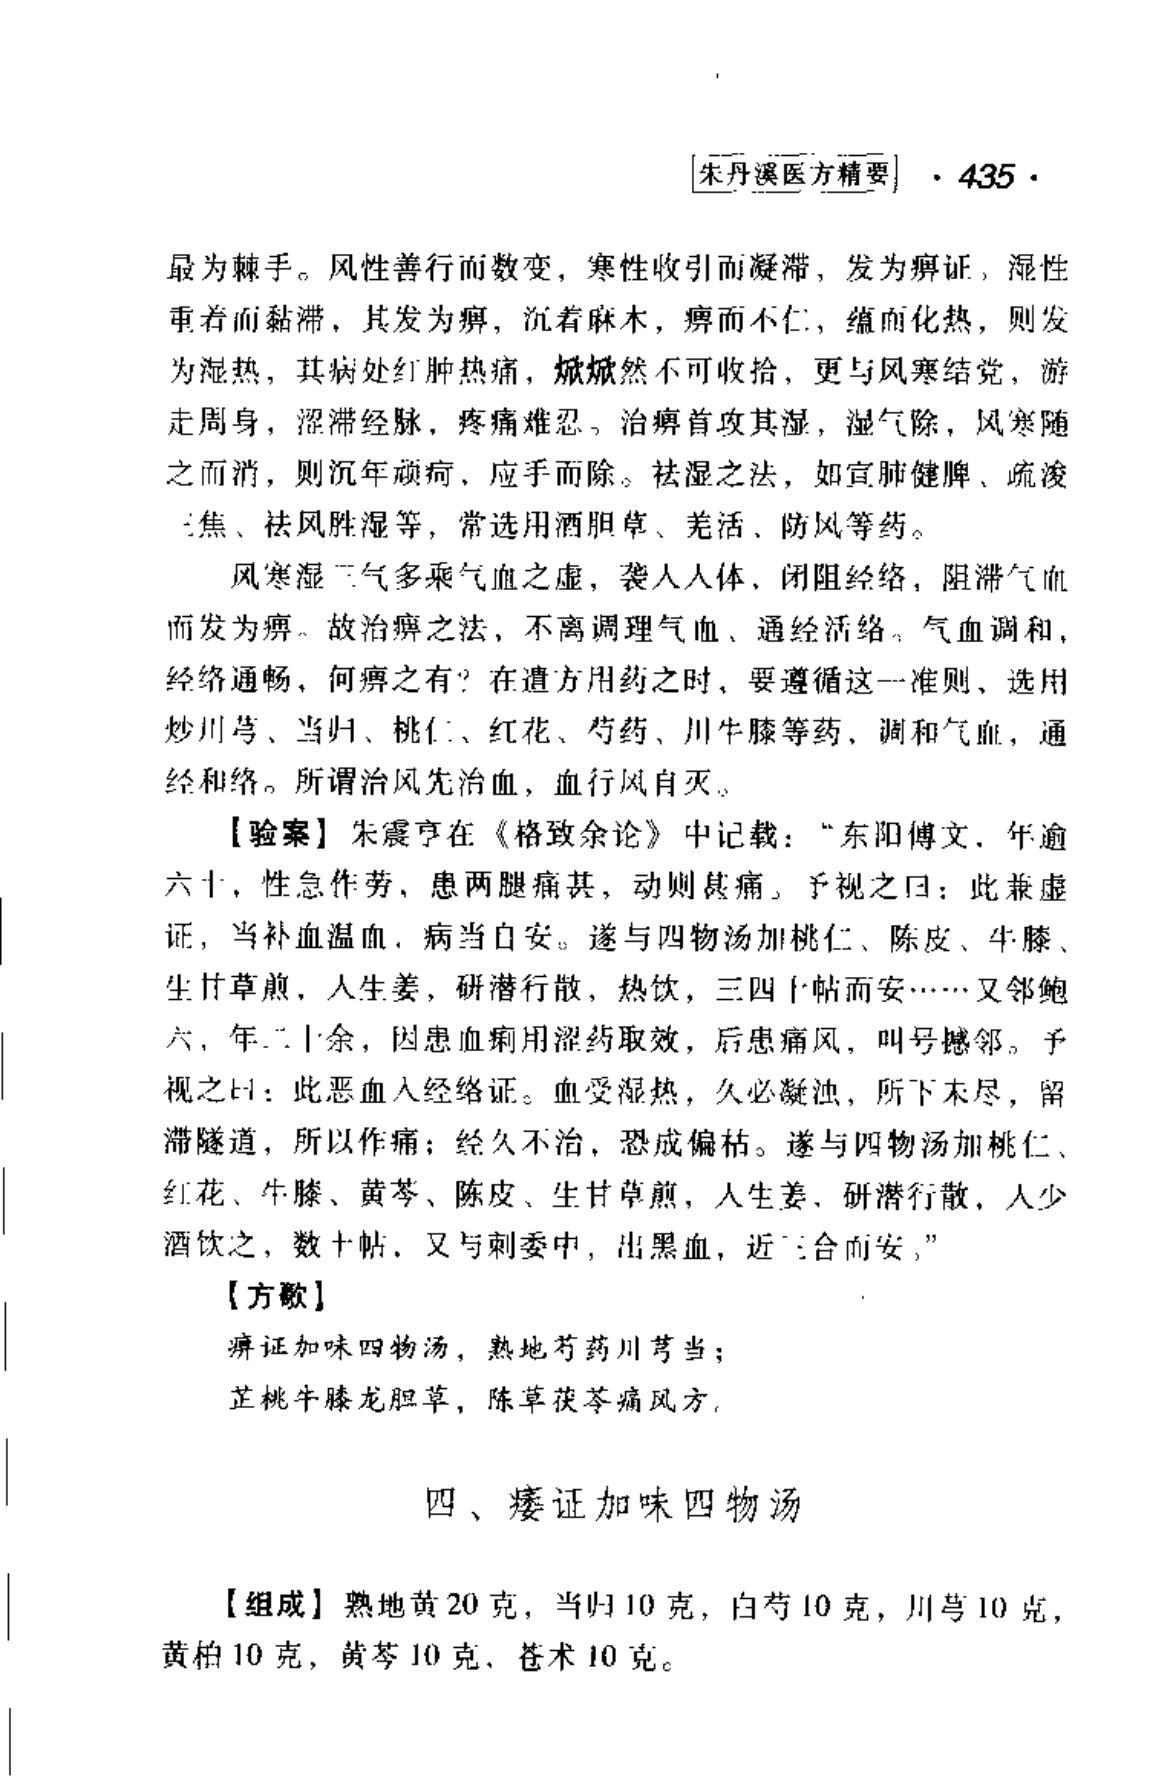 朱丹溪医方精要 · 435 ·
最为棘手。风性善行而数变，寒性收引而凝滞，发为痹证。湿性
重着而黏滞，其发为痹，沉着麻木，痹而不仁，蕴而化热，则发
为湿热，其病处红肿热痛，焮焮然不可收拾，更与风寒结党，游
走周身，涩滞经脉，疼痛难忍。治痹首攻其湿，湿气除，风寒随
之而消，则沉年顽疴，应手而除。祛湿之法，如宣肺健脾、疏浚
三焦、祛风胜湿等，常选用酒胆草、羌活、防风等药。
风寒湿三气多乘气血之虚，袭人人体，闭阻经络，阻滞气血
而发为痹。故治痹之法，不离调理气血、通经活络。气血调和，
经络通畅，何痹之有？在遣方用药之时，要遵循这一准则，选用
炒川芎、当归、桃仁、红花、芍药、川牛膝等药，调和气血，通
经和络。所谓治风先治血，血行风自灭。
【验案】朱震亨在《格致余论》中记载：“东阳傅文，年逾
六十，性急作劳，患两腿痛甚，动则甚痛。予视之曰：此兼虚
证，当补血温血，病当自安。遂与四物汤加桃仁、陈皮、牛膝、
生甘草煎，人生姜，研潜行散，热饮，三四十帖而安……又邻鲍
六，年二十余，因患血痢用涩药取效，后患痛风，叫号撼邻。予
视之曰：此恶血入经络证。血受湿热，久必凝浊，所下未尽，留
滞隧道，所以作痛；经久不治，恐成偏枯。遂与四物汤加桃仁、
红花、牛膝、黄芩、陈皮、生甘草煎，人生姜，研潜行散，人少
酒饮之，数十帖，又与刺委中，出黑血，近三合而安。”
【方歌】
痹证加味四物汤，熟地芍药川芎当；
芷桃牛膝龙胆草，陈草茯苓痛风方。
四、痿证加味四物汤
【组成】熟地黄 20 克，当归 10 克，白芍 10 克，川芎 10 克，
黄柏 10 克，黄芩 10 克，苍术 10 克。